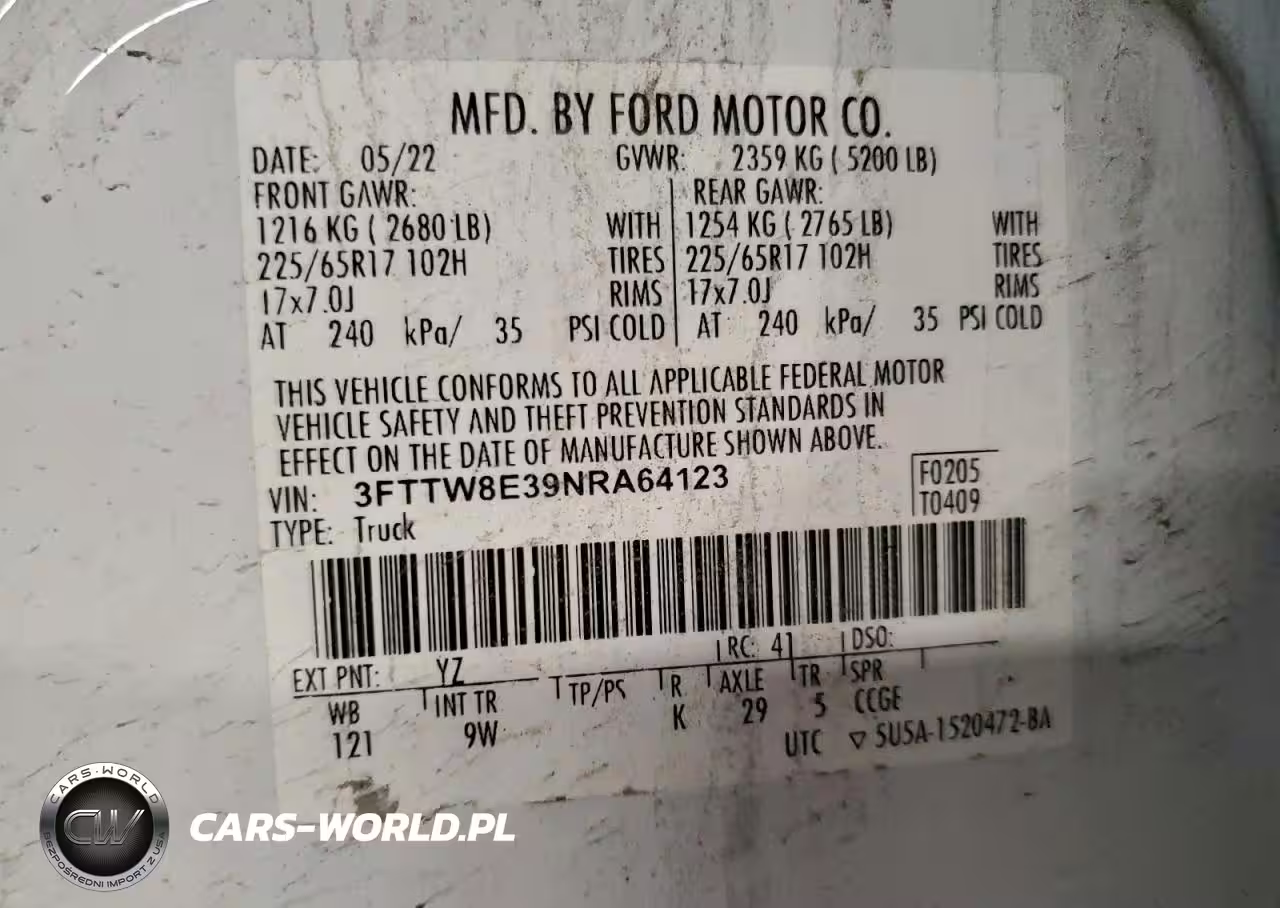 MFD. BY FORD MOTOR CO.
DATE: 05/22 GVWR: 2359 KG ( 5200 LB)
FRONT GAWR: REAR GAWR:
1216 KG ( 2680 LB) WITH 1254 KG ( 2765 LB) WITH
225/65R17 102H TIRES 225/65R17 102H TIRES
17x7.0J RIMS 17x7.0J RIMS
AT 240 kPa/ 35 PSI COLD AT 240 kPa/ 35 PSI COLD
THIS VEHICLE CONFORMS TO ALL APPLICABLE FEDERAL MOTOR
VEHICLE SAFETY AND THEFT PREVENTION STANDARDS IN
EFFECT ON THE DATE OF MANUFACTURE SHOWN ABOVE.
VIN: 3FTTW8E39NRA64123 F0205
TYPE: Truck T0409
EXT PNT: YZ RC: 41 DSO:
WB INT TR TP/PS R AXLE TR SPR
121 9W K 29 5 CCGE
UTC ▽ 5U5A-1520472-BA
CARS-WORLD
CW
BEZPOŚREDNI IMPORT Z USA
CARS-WORLD.PL